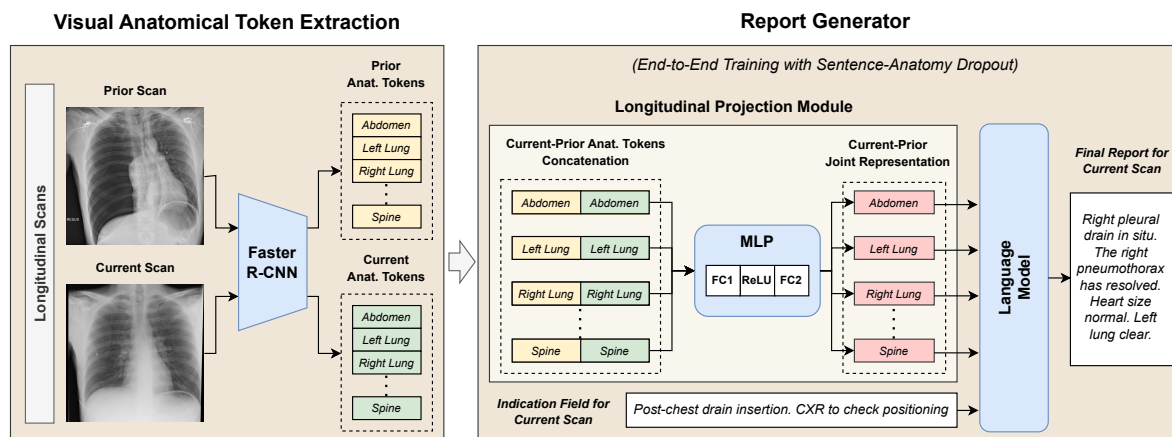 Visual Anatomical Token Extraction
Longitudinal Scans
Prior Scan
Current Scan
Faster
R-CNN
Prior
Anat. Tokens
Abdomen
Left Lung
Right Lung
Spine
Current
Anat. Tokens
Abdomen
Left Lung
Right Lung
Spine
Report Generator
(End-to-End Training with Sentence-Anatomy Dropout)
Longitudinal Projection Module
Current-Prior Anat. Tokens
Concatenation
Abdomen Abdomen
Left Lung Left Lung
Right Lung Right Lung
Spine Spine
MLP
FC1 ReLU FC2
Current-Prior
Joint Representation
Abdomen
Left Lung
Right Lung
Spine
Indication Field for
Current Scan
Post-chest drain insertion. CXR to check positioning
Language
Model
Final Report for
Current Scan
Right pleural
drain in situ.
The right
pneumothorax
has resolved.
Heart size
normal. Left
lung clear.